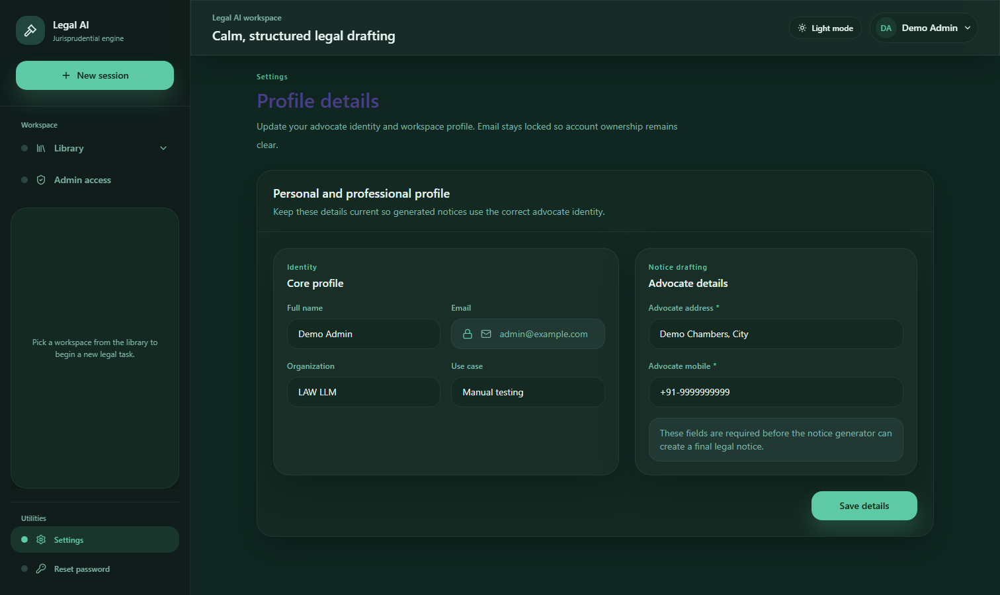 Legal AI
Jurisprudential engine
New session
Workspace
Library
Admin access
Pick a workspace from the library to
begin a new legal task.
Utilities
Settings
Reset password
Legal AI workspace
Calm, structured legal drafting
Light mode
DA
Demo Admin
Settings
Profile details
Update your advocate identity and workspace profile. Email stays locked so account ownership remains
clear.
Personal and professional profile
Keep these details current so generated notices use the correct advocate identity.
Identity
Core profile
Full name
Demo Admin
Email
admin@example.com
Organization
LAW LLM
Use case
Manual testing
Notice drafting
Advocate details
Advocate address *
Demo Chambers, City
Advocate mobile *
+91-9999999999
These fields are required before the notice generator can
create a final legal notice.
Save details